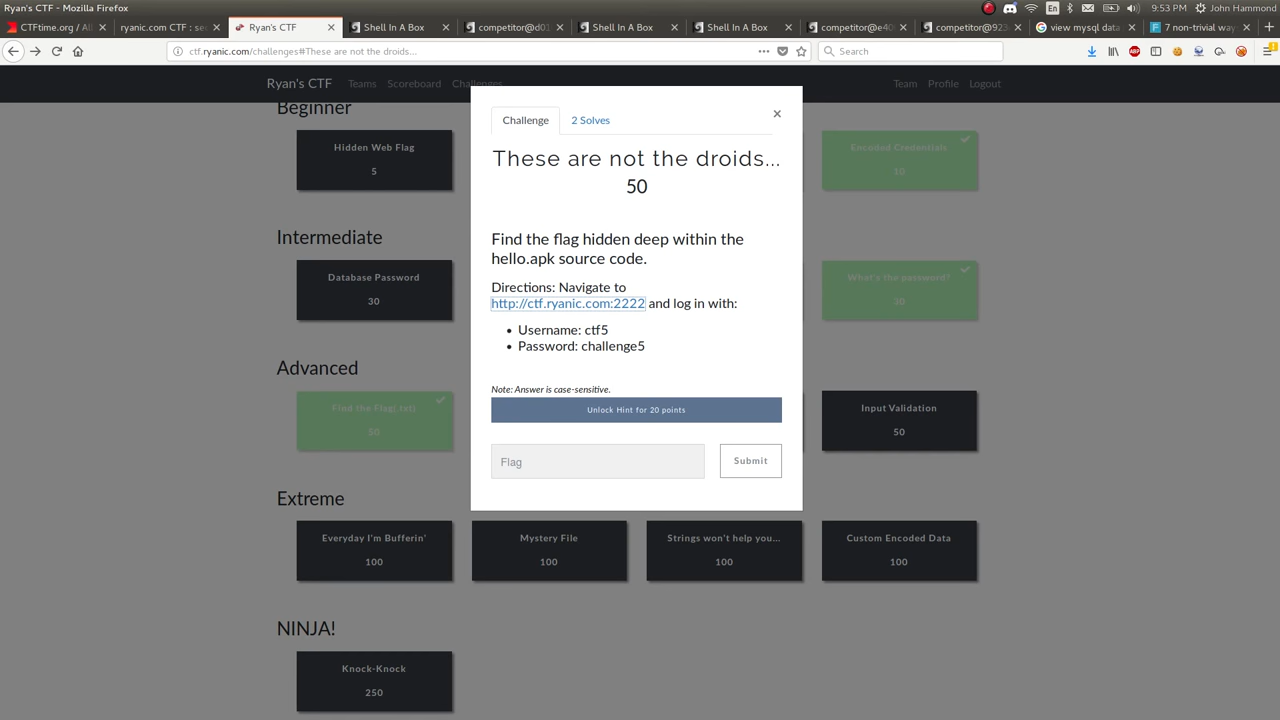 Ryan's CTF - Mozilla Firefox
En
9:53 PM
John Hammond
CTFtime.org / All
ryanic.com CTF : sec
Ryan's CTF
Shell In A Box
competitor@d01
Shell In A Box
Shell In A Box
competitor@e40
competitor@923
view mysql data
7 non-trivial way
ctf.ryanic.com/challenges#These are not the droids...
Search
ABP
Ryan's CTF Teams Scoreboard Challenges Team Profile Logout
Beginner
Challenge 2 Solves
×
Hidden Web Flag
5
Encoded Credentials
10
These are not the droids...
50
Find the flag hidden deep within the
hello.apk source code.
Directions: Navigate to
http://ctf.ryanic.com:2222 and log in with:
• Username: ctf5
• Password: challenge5
Note: Answer is case-sensitive.
Unlock Hint for 20 points
Flag
Submit
Intermediate
Database Password
30
What's the password?
30
Advanced
Find the Flag(.txt)
50
Input Validation
50
Extreme
Everyday I'm Bufferin'
100
Mystery File
100
Strings won't help you...
100
Custom Encoded Data
100
NINJA!
Knock-Knock
250